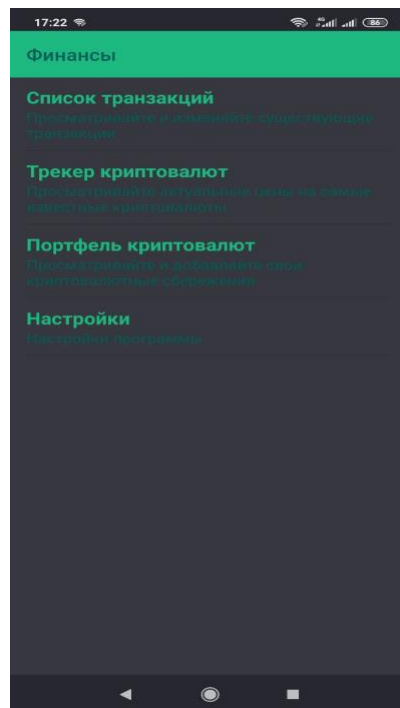 17:22
4G
86
Финансы
Список транзакций
Просматривайте и изменяйте существующие
транзакции
Трекер криптовалют
Просматривайте актуальные цены на самые
известные криптовалюты
Портфель криптовалют
Просматривайте и добавляйте свои
криптовалютные сбережения
Настройки
Настройки программы